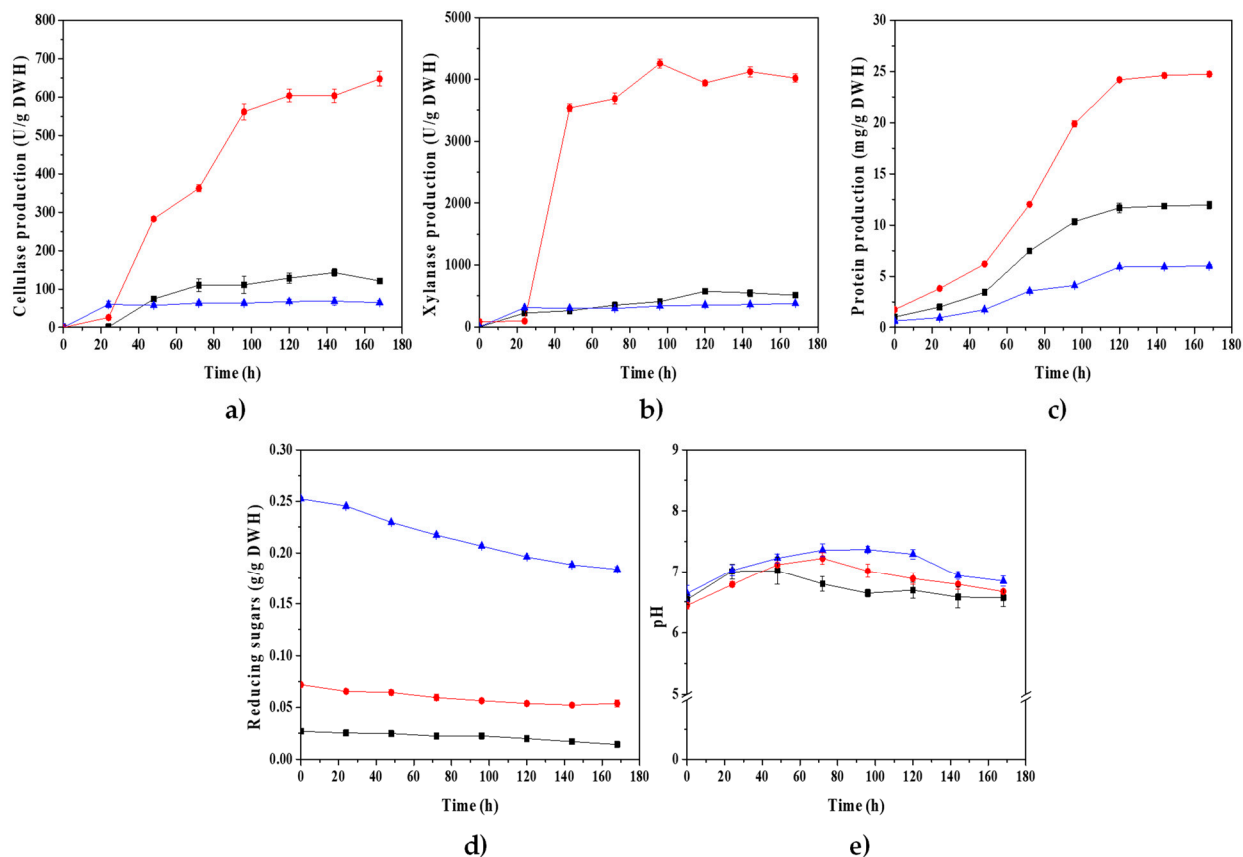 Cellulase production (U/g DWH)
800
700
600
500
400
300
200
100
0
0 20 40 60 80 100 120 140 160 180
Time (h)
a)
Xylanase production (U/g DWH)
5000
4000
3000
2000
1000
0
0 20 40 60 80 100 120 140 160 180
Time (h)
b)
Protein production (mg/g DWH)
30
25
20
15
10
5
0
0 20 40 60 80 100 120 140 160 180
Time (h)
c)
Reducing sugars (g/g DWH)
0.30
0.25
0.20
0.15
0.10
0.05
0.00
0 20 40 60 80 100 120 140 160 180
Time (h)
d)
pH
9
8
7
6
5
0
0 20 40 60 80 100 120 140 160 180
Time (h)
e)